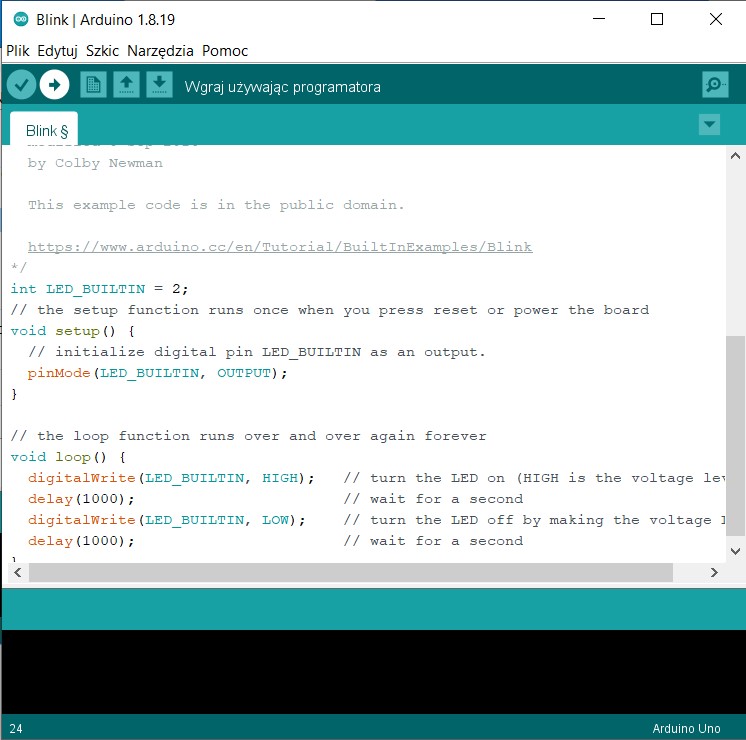 Blink | Arduino 1.8.19
Plik Edytuj Szkic Narzędzia Pomoc
Wgraj używając programatora
Blink §
by Colby Newman
This example code is in the public domain.
https://www.arduino.cc/en/Tutorial/BuiltInExamples/Blink
*/
int LED_BUILTIN = 2;
// the setup function runs once when you press reset or power the board
void setup() {
// initialize digital pin LED_BUILTIN as an output.
pinMode(LED_BUILTIN, OUTPUT);
}
// the loop function runs over and over again forever
void loop() {
digitalWrite(LED_BUILTIN, HIGH); // turn the LED on (HIGH is the voltage lev
delay(1000); // wait for a second
digitalWrite(LED_BUILTIN, LOW); // turn the LED off by making the voltage
delay(1000); // wait for a second
24
Arduino Uno